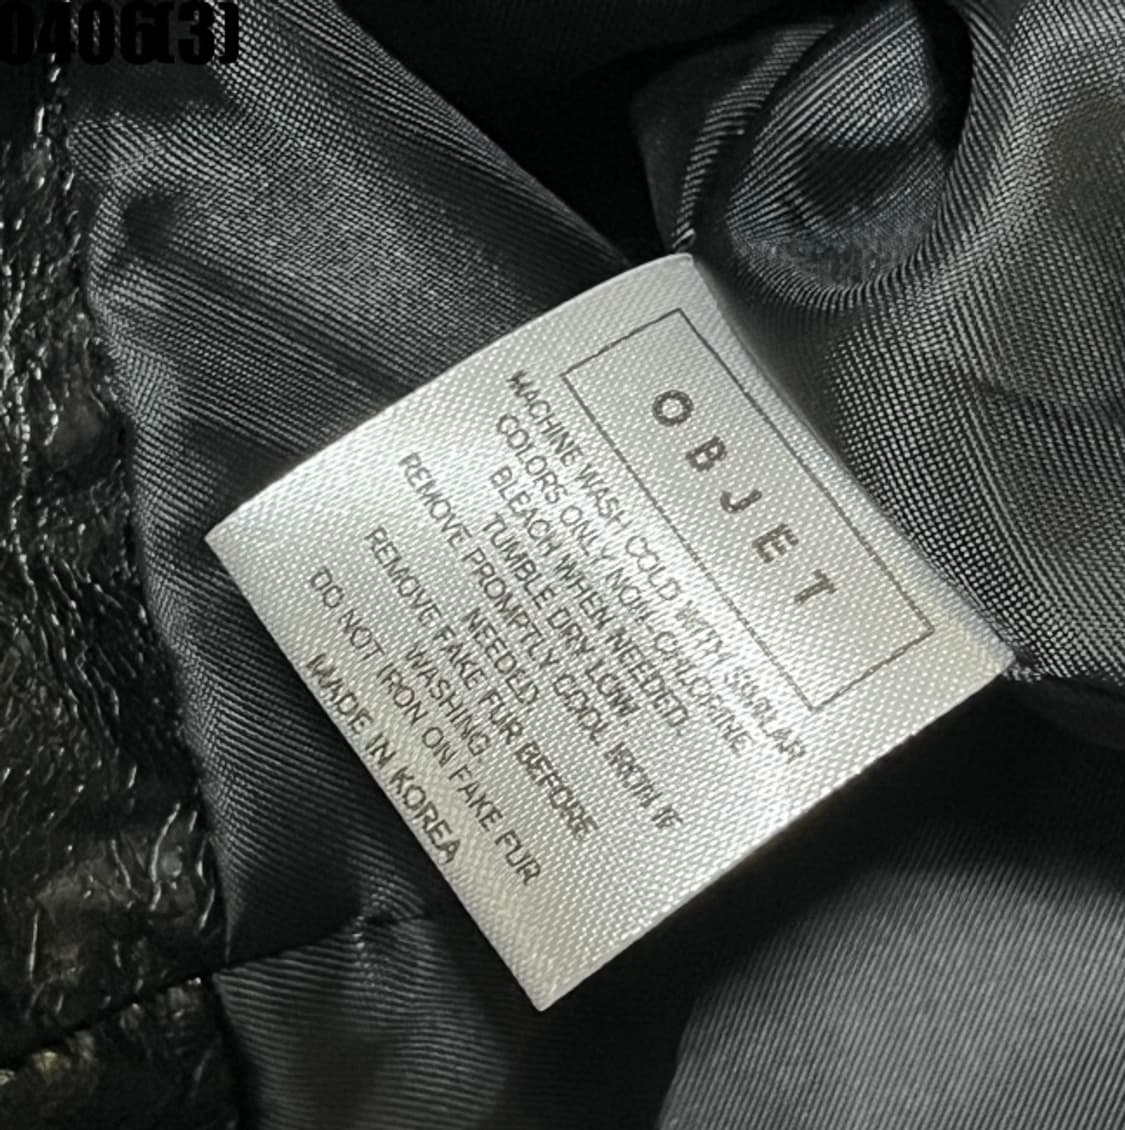 0406(3)
OBJET
MACHINE WASH COLD WITH SIMILAR
COLORS ONLY NOW-CHLORINE
BLEACH WHEN NEEDED.
TUMBLE DRY LOW
REMOVE PROMPTLY COOL IRON IF
NEEDED.
REMOVE FAKE FUR BEFORE
WASHING.
DO NOT IRON ON FAKE FUR
MADE IN KOREA